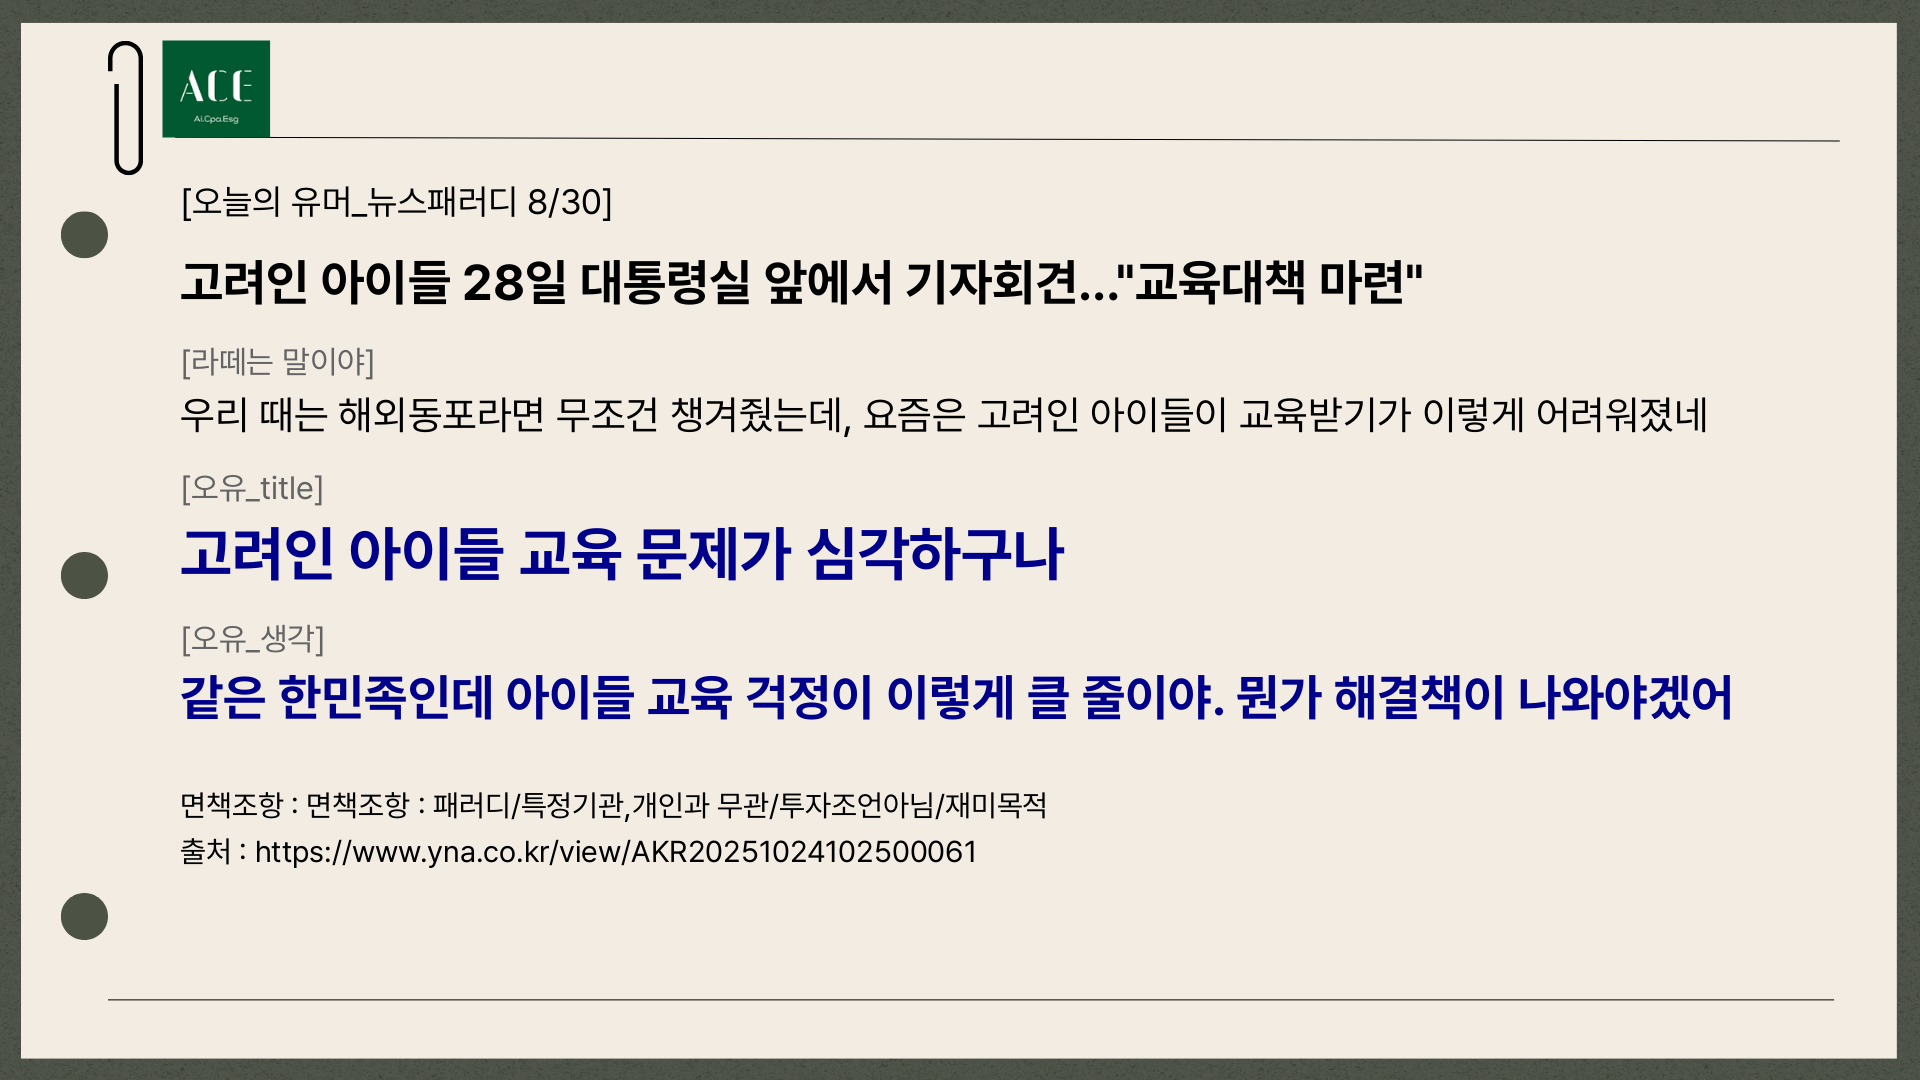 ACE
Ai.Cpa.Esg
[오늘의 유머_뉴스패러디 8/30]
고려인 아이들 28일 대통령실 앞에서 기자회견..."교육대책 마련"
[라떼는 말이야]
우리 때는 해외동포라면 무조건 챙겨줬는데, 요즘은 고려인 아이들이 교육받기가 이렇게 어려워졌네
[오유_title]
고려인 아이들 교육 문제가 심각하구나
[오유_생각]
같은 한민족인데 아이들 교육 걱정이 이렇게 클 줄이야. 뭔가 해결책이 나와야겠어
면책조항 : 면책조항 : 패러디/특정기관,개인과 무관/투자조언아님/재미목적
출처 : https://www.yna.co.kr/view/AKR20251024102500061